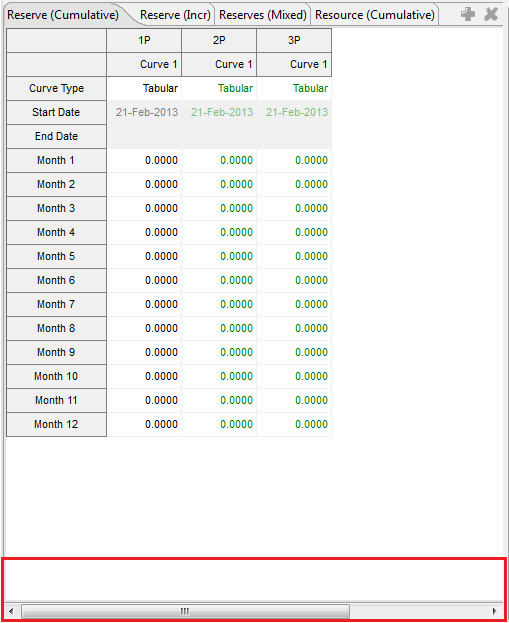 Reserve (Cumulative) Reserve (Incr) Reserves (Mixed) Resource (Cumulative)
1P 2P 3P
Curve 1 Curve 1 Curve 1
Curve Type Tabular Tabular Tabular
Start Date 21-Feb-2013 21-Feb-2013 21-Feb-2013
End Date
Month 1 0.0000 0.0000 0.0000
Month 2 0.0000 0.0000 0.0000
Month 3 0.0000 0.0000 0.0000
Month 4 0.0000 0.0000 0.0000
Month 5 0.0000 0.0000 0.0000
Month 6 0.0000 0.0000 0.0000
Month 7 0.0000 0.0000 0.0000
Month 8 0.0000 0.0000 0.0000
Month 9 0.0000 0.0000 0.0000
Month 10 0.0000 0.0000 0.0000
Month 11 0.0000 0.0000 0.0000
Month 12 0.0000 0.0000 0.0000